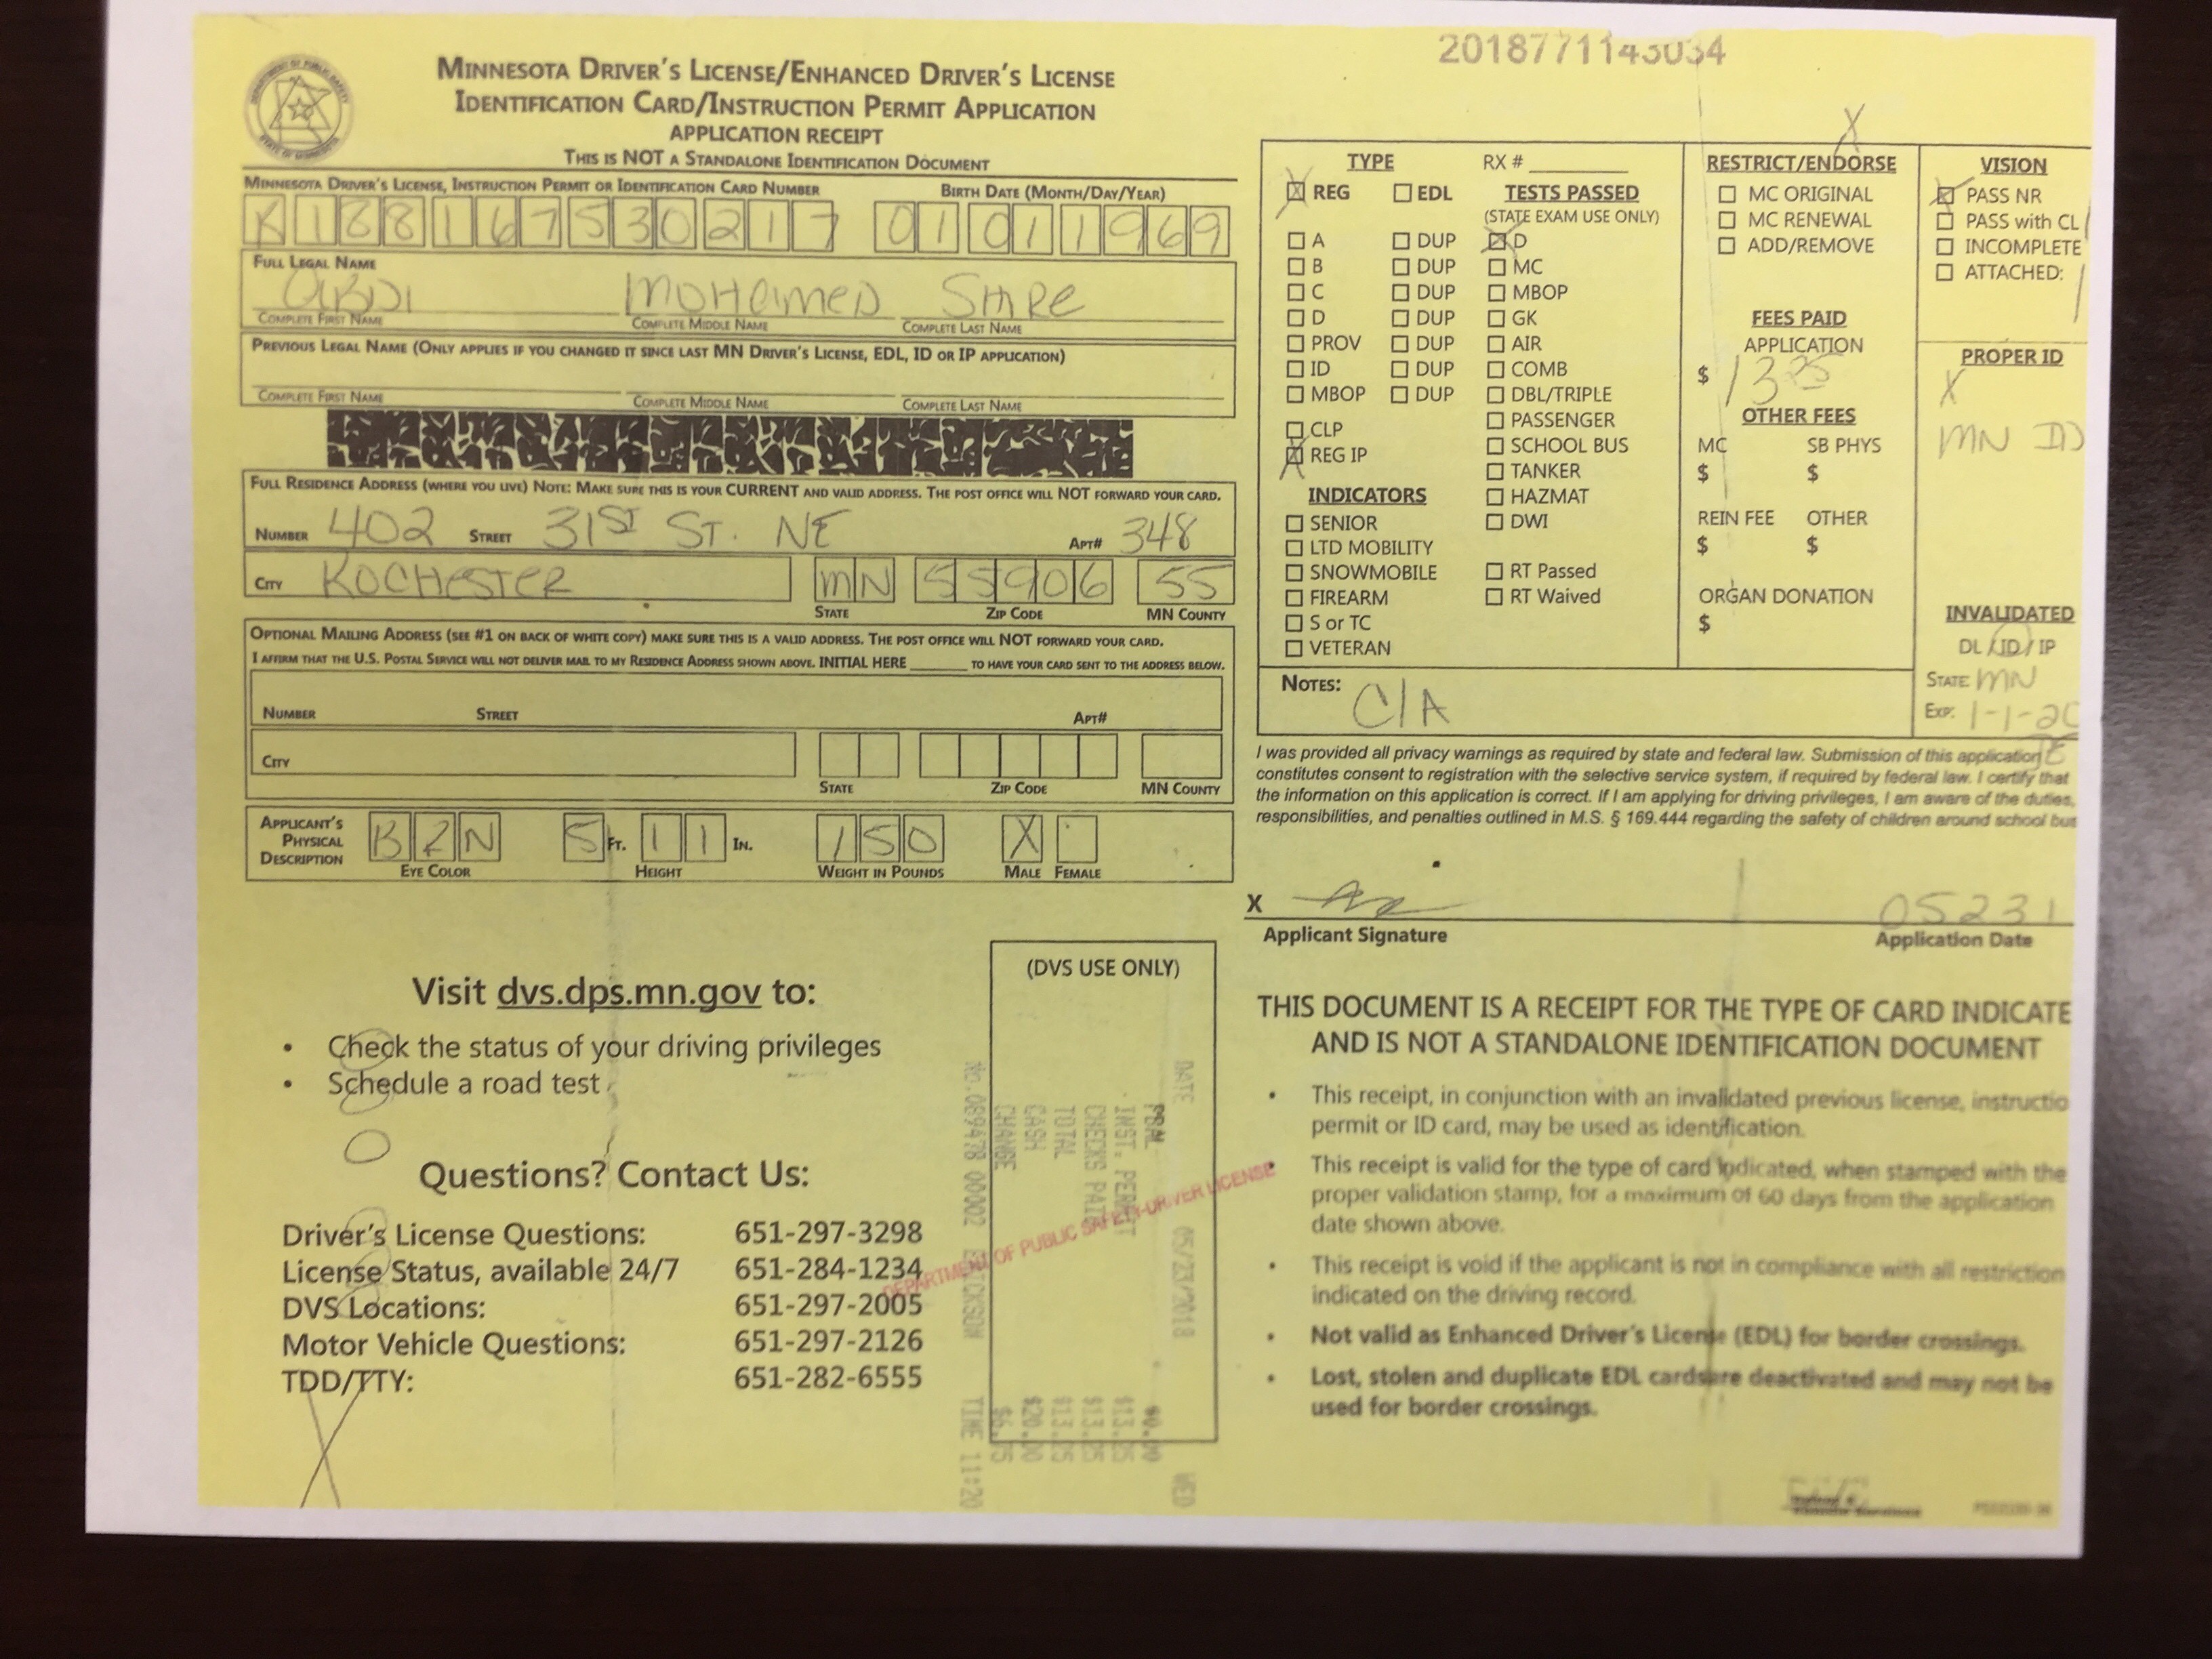 2018771143034
MINNESOTA DRIVER'S LICENSE/ENHANCED DRIVER'S LICENSE
IDENTIFICATION CARD/INSTRUCTION PERMIT APPLICATION
APPLICATION RECEIPT
THIS IS NOT A STANDALONE IDENTIFICATION DOCUMENT
MINNESOTA DRIVER'S LICENSE, INSTRUCTION PERMIT OR IDENTIFICATION CARD NUMBER
BIRTH DATE (MONTH/DAY/YEAR)
K188167530217 01011969
FULL LEGAL NAME
ABDI MOHAMED SHIRE
COMPLETE FIRST NAME COMPLETE MIDDLE NAME COMPLETE LAST NAME
PREVIOUS LEGAL NAME (ONLY APPLIES IF YOU CHANGED IT SINCE LAST MN DRIVER'S LICENSE, EDL, ID OR IP APPLICATION)
COMPLETE FIRST NAME COMPLETE MIDDLE NAME COMPLETE LAST NAME
FULL RESIDENCE ADDRESS (WHERE YOU LIVE) NOTE: MAKE SURE THIS IS YOUR CURRENT AND VALID ADDRESS. THE POST OFFICE WILL NOT FORWARD YOUR CARD.
NUMBER 402 STREET 31ST ST. NE APT# 348
CITY ROCHESTER MN 55906 55
STATE ZIP CODE MN COUNTY
OPTIONAL MAILING ADDRESS (SEE #1 ON BACK OF WHITE COPY) MAKE SURE THIS IS A VALID ADDRESS. THE POST OFFICE WILL NOT FORWARD YOUR CARD.
I AFFIRM THAT THE U.S. POSTAL SERVICE WILL NOT DELIVER MAIL TO MY RESIDENCE ADDRESS SHOWN ABOVE. INITIAL HERE ______ TO HAVE YOUR CARD SENT TO THE ADDRESS BELOW.
NUMBER STREET APT#
CITY
STATE ZIP CODE MN COUNTY
APPLICANT'S
PHYSICAL
DESCRIPTION
BRN 5 FT. 11 IN. 150 X
EYE COLOR HEIGHT WEIGHT IN POUNDS MALE FEMALE
Visit dvs.dps.mn.gov to:
• Check the status of your driving privileges
• Schedule a road test
Questions? Contact Us:
Driver's License Questions: 651-297-3298
License Status, available 24/7 651-284-1234
DVS Locations: 651-297-2005
Motor Vehicle Questions: 651-297-2126
TDD/TTY: 651-282-6555
(DVS USE ONLY)
DATE 05/23/2018 WED
$0.00
INST. PERMIT $13.25
CHECKS PAID $13.25
TOTAL $13.25
CASH $20.00
CHANGE $6.75
No.089478 00002 ERICKSON TIME 11:20
DEPARTMENT OF PUBLIC SAFETY-DRIVER LICENSE
TYPE RX # ______
X REG EDL TESTS PASSED
(STATE EXAM USE ONLY)
A DUP X D
B DUP MC
C DUP MBOP
D DUP GK
PROV DUP AIR
ID DUP COMB
MBOP DUP DBL/TRIPLE
PASSENGER
CLP
SCHOOL BUS
X REG IP
TANKER
INDICATORS HAZMAT
SENIOR DWI
LTD MOBILITY
SNOWMOBILE RT Passed
FIREARM RT Waived
S or TC
VETERAN
X
RESTRICT/ENDORSE
MC ORIGINAL
MC RENEWAL
ADD/REMOVE
FEES PAID
APPLICATION
$ 13.25
OTHER FEES
MC SB PHYS
$ $
REIN FEE OTHER
$ $
ORGAN DONATION
$
VISION
X PASS NR
PASS with CL
INCOMPLETE
ATTACHED:
PROPER ID
X
MN ID
INVALIDATED
DL / ID / IP
STATE: MN
EXP: 1-1-20
NOTES: C/A
I was provided all privacy warnings as required by state and federal law. Submission of this application
constitutes consent to registration with the selective service system, if required by federal law. I certify that
the information on this application is correct. If I am applying for driving privileges, I am aware of the duties,
responsibilities, and penalties outlined in M.S. § 169.444 regarding the safety of children around school bus
X 05231
Applicant Signature Application Date
THIS DOCUMENT IS A RECEIPT FOR THE TYPE OF CARD INDICATE
AND IS NOT A STANDALONE IDENTIFICATION DOCUMENT
• This receipt, in conjunction with an invalidated previous license, instructio
permit or ID card, may be used as identification.
• This receipt is valid for the type of card indicated, when stamped with the
proper validation stamp, for a maximum of 60 days from the application
date shown above.
• This receipt is void if the applicant is not in compliance with all restriction
indicated on the driving record.
• Not valid as Enhanced Driver's License (EDL) for border crossings.
• Lost, stolen and duplicate EDL cards are deactivated and may not be
used for border crossings.